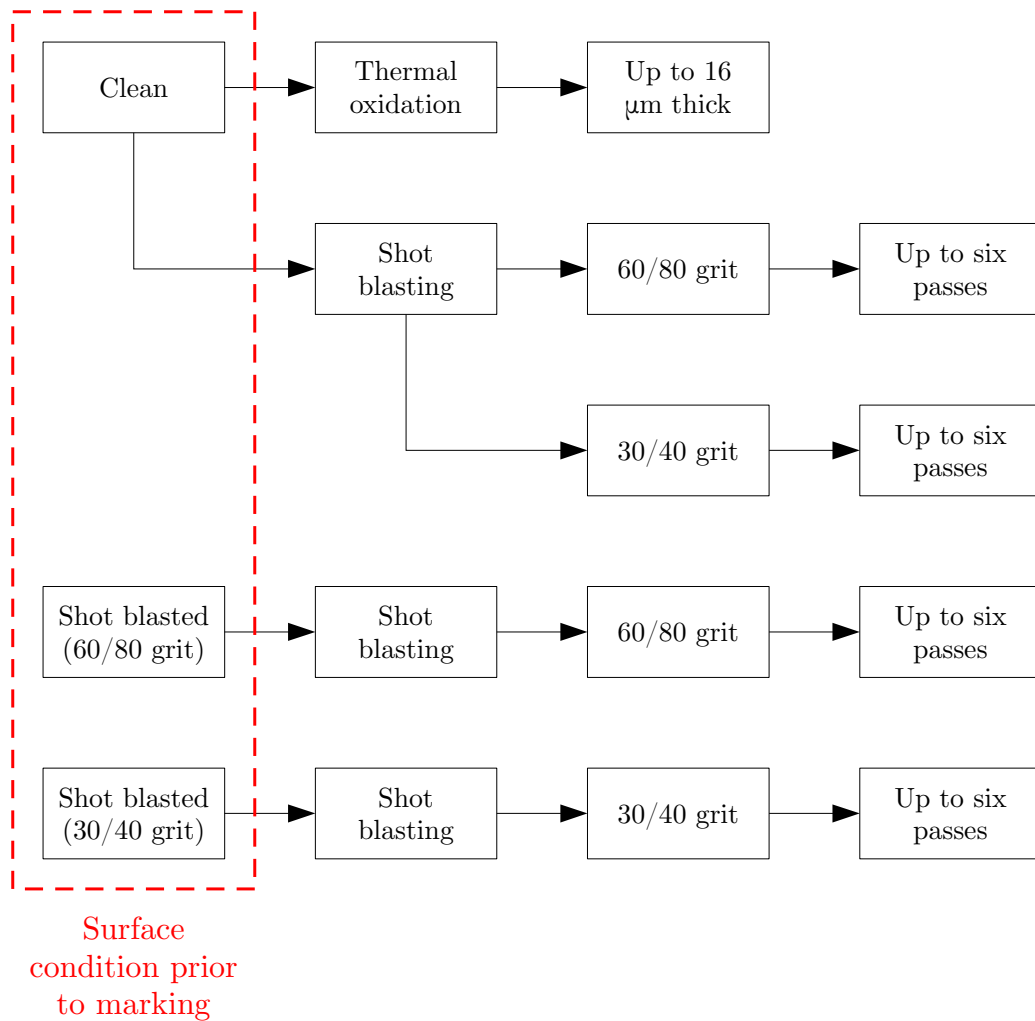 Clean
Thermal
oxidation
Up to 16
µm thick
Shot
blasting
60/80 grit
Up to six
passes
30/40 grit
Up to six
passes
Shot blasted
(60/80 grit)
Shot
blasting
60/80 grit
Up to six
passes
Shot blasted
(30/40 grit)
Shot
blasting
30/40 grit
Up to six
passes
Surface
condition prior
to marking